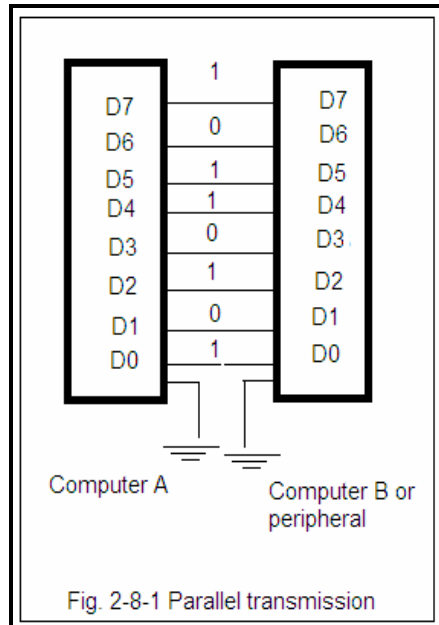 1
D7 D7
0
D6 D6
1
D5 D5
1
D4 D4
0
D3 D3.
1
D2 D2
0
D1 D1
1
D0 D0
Computer A
Computer B or
peripheral
Fig. 2-8-1 Parallel transmission